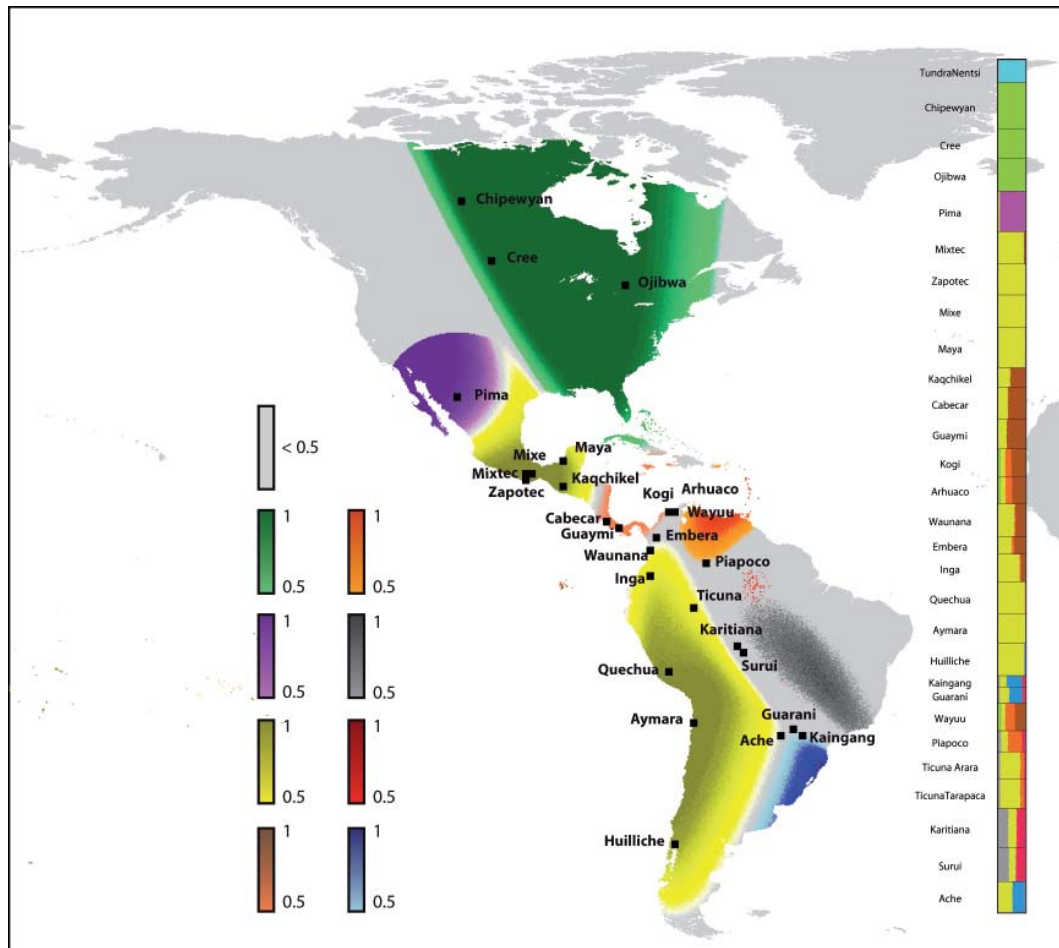 Chipewyan
Cree
Ojibwa
Pima
Mixe
Maya
Mixtec
Kaqchikel
Zapotec
Kogi
Arhuaco
Cabecar
Wayuu
Guaymi
Embera
Waunana
Piapoco
Inga
Ticuna
Karitiana
Surui
Quechua
Guarani
Aymara
Ache
Kaingang
Huilliche
< 0.5
1
0.5
1
0.5
1
0.5
1
0.5
1
0.5
1
0.5
1
0.5
1
0.5
TundraNentsi
Chipewyan
Cree
Ojibwa
Pima
Mixtec
Zapotec
Mixe
Maya
Kaqchikel
Cabecar
Guaymi
Kogi
Arhuaco
Waunana
Embera
Inga
Quechua
Aymara
Huilliche
Kaingang
Guarani
Wayuu
Piapoco
Ticuna Arara
TicunaTarapaca
Karitiana
Surui
Ache